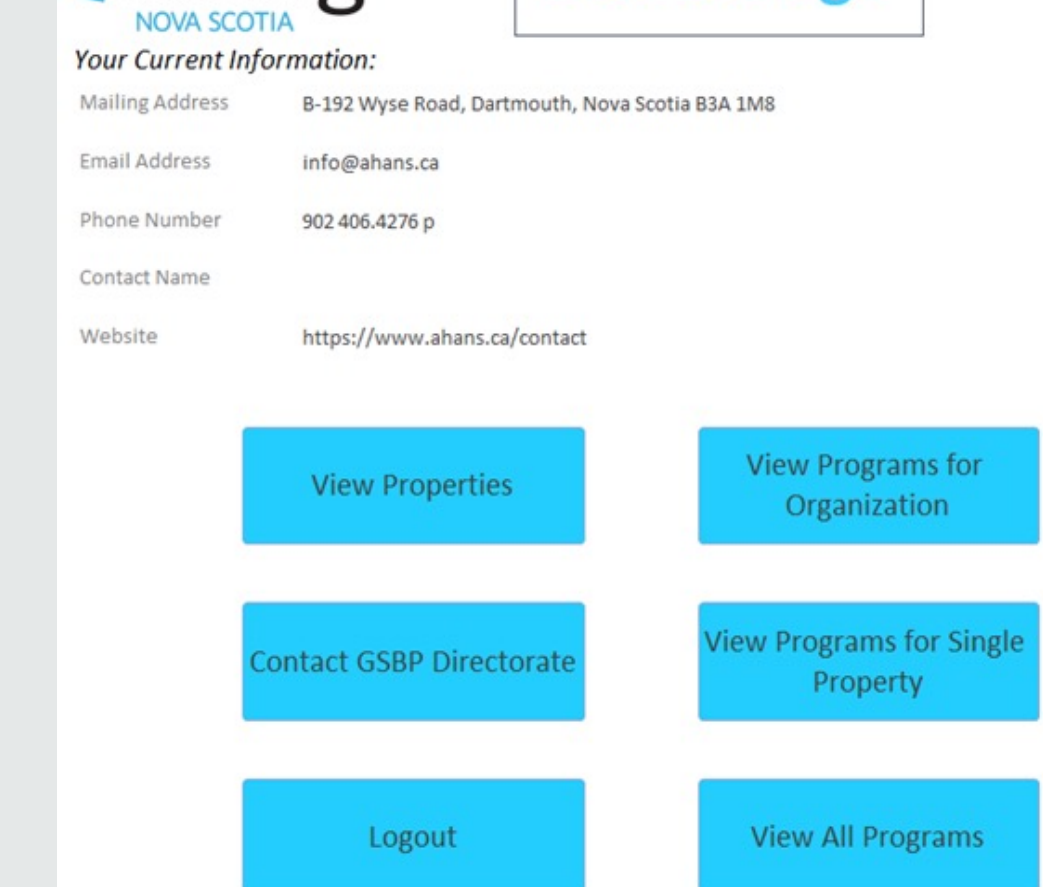 NOVA SCOTIA
Your Current Information:
Mailing Address B-192 Wyse Road, Dartmouth, Nova Scotia B3A 1M8
Email Address info@ahans.ca
Phone Number 902 406.4276 p
Contact Name
Website https://www.ahans.ca/contact
View Properties
View Programs for
Organization
Contact GSBP Directorate
View Programs for Single
Property
Logout
View All Programs